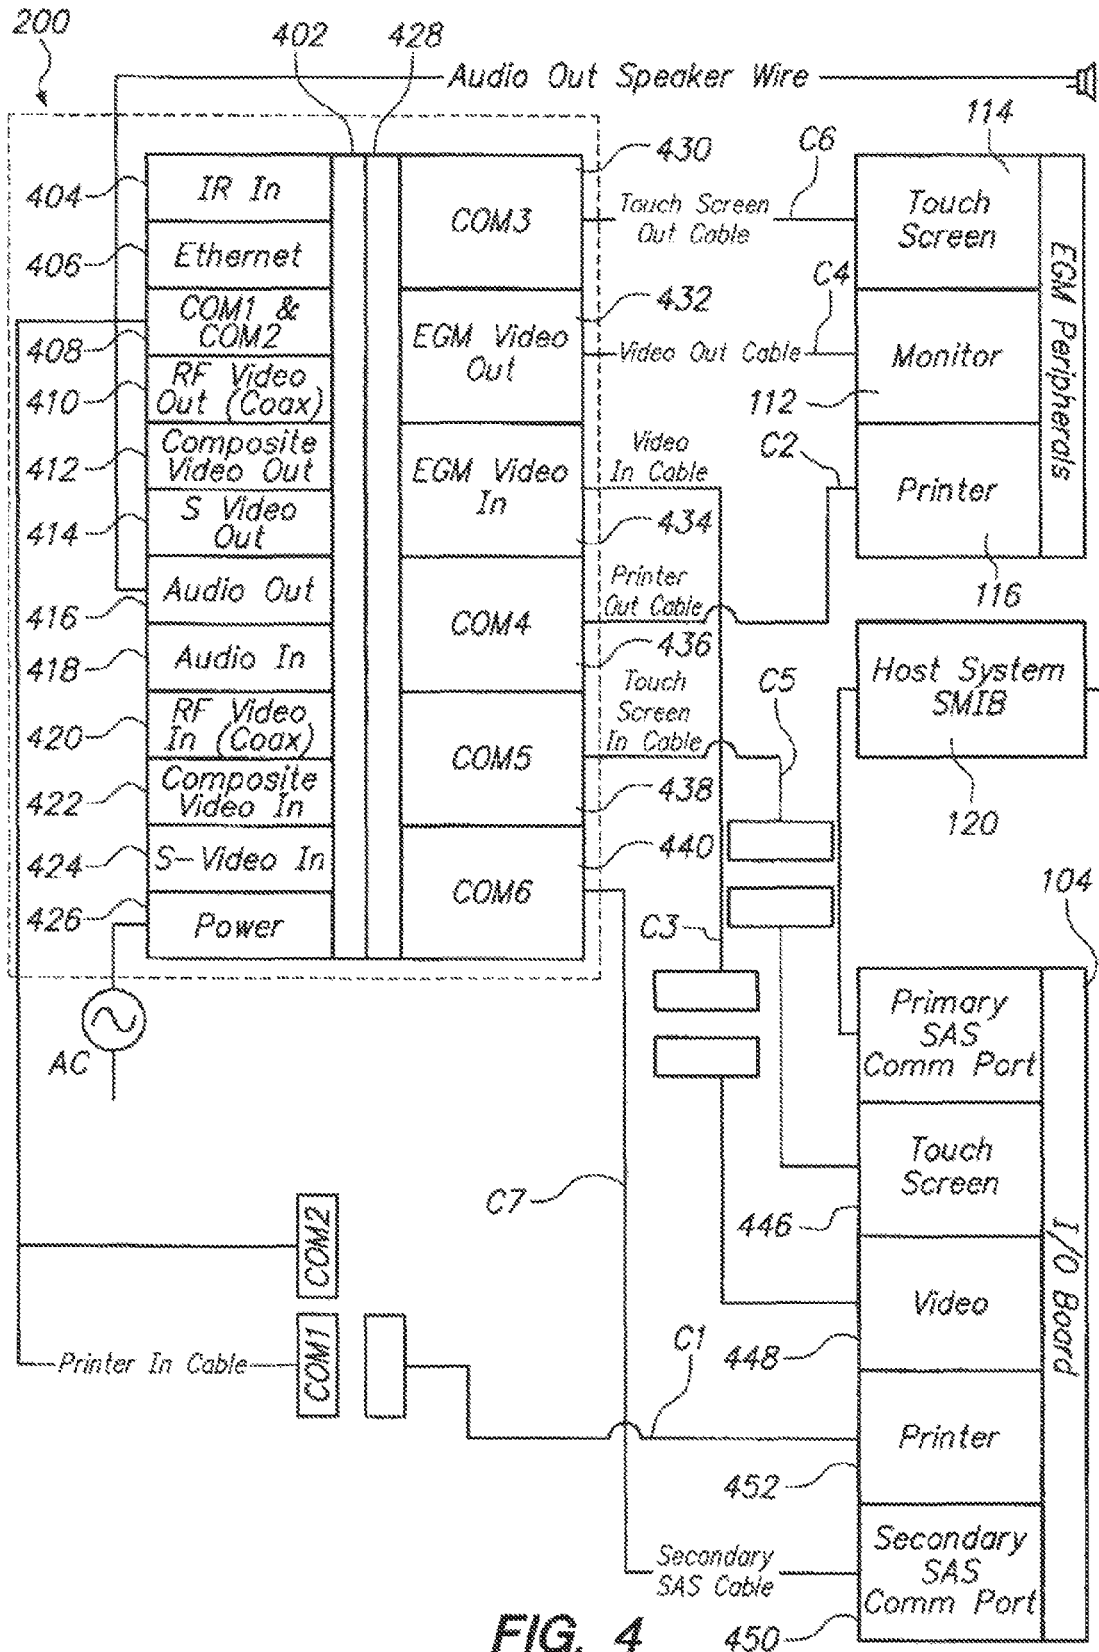 200
402
428
Audio Out Speaker Wire
404
406
408
410
412
414
416
418
420
422
424
426
IR In
Ethernet
COM1 &
COM2
RF Video
Out (Coax)
Composite
Video Out
S Video
Out
Audio Out
Audio In
RF Video
In (Coax)
Composite
Video In
S-Video In
Power
AC
COM3
EGM Video
Out
EGM Video
In
COM4
COM5
COM6
430
432
434
436
438
440
Touch Screen
Out Cable
C6
Video Out Cable
C4
Video
In Cable
C2
Printer
Out Cable
Touch
Screen
In Cable
C5
C3
C7
114
Touch
Screen
Monitor
112
Printer
116
EGM Peripherals
Host System
SMIB
120
104
Primary
SAS
Comm Port
Touch
Screen
446
Video
448
Printer
452
Secondary
SAS
Comm Port
450
I/O Board
COM2
COM1
Printer In Cable
C1
Secondary
SAS Cable
FIG. 4